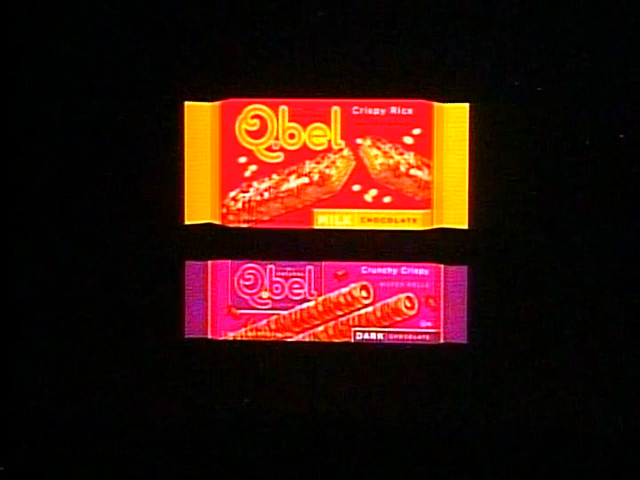 Qbel
Crispy Rice
MILK CHOCOLATE
Qbel
Crunchy Crispy
WAFER ROLLS
DARK CHOCOLATE